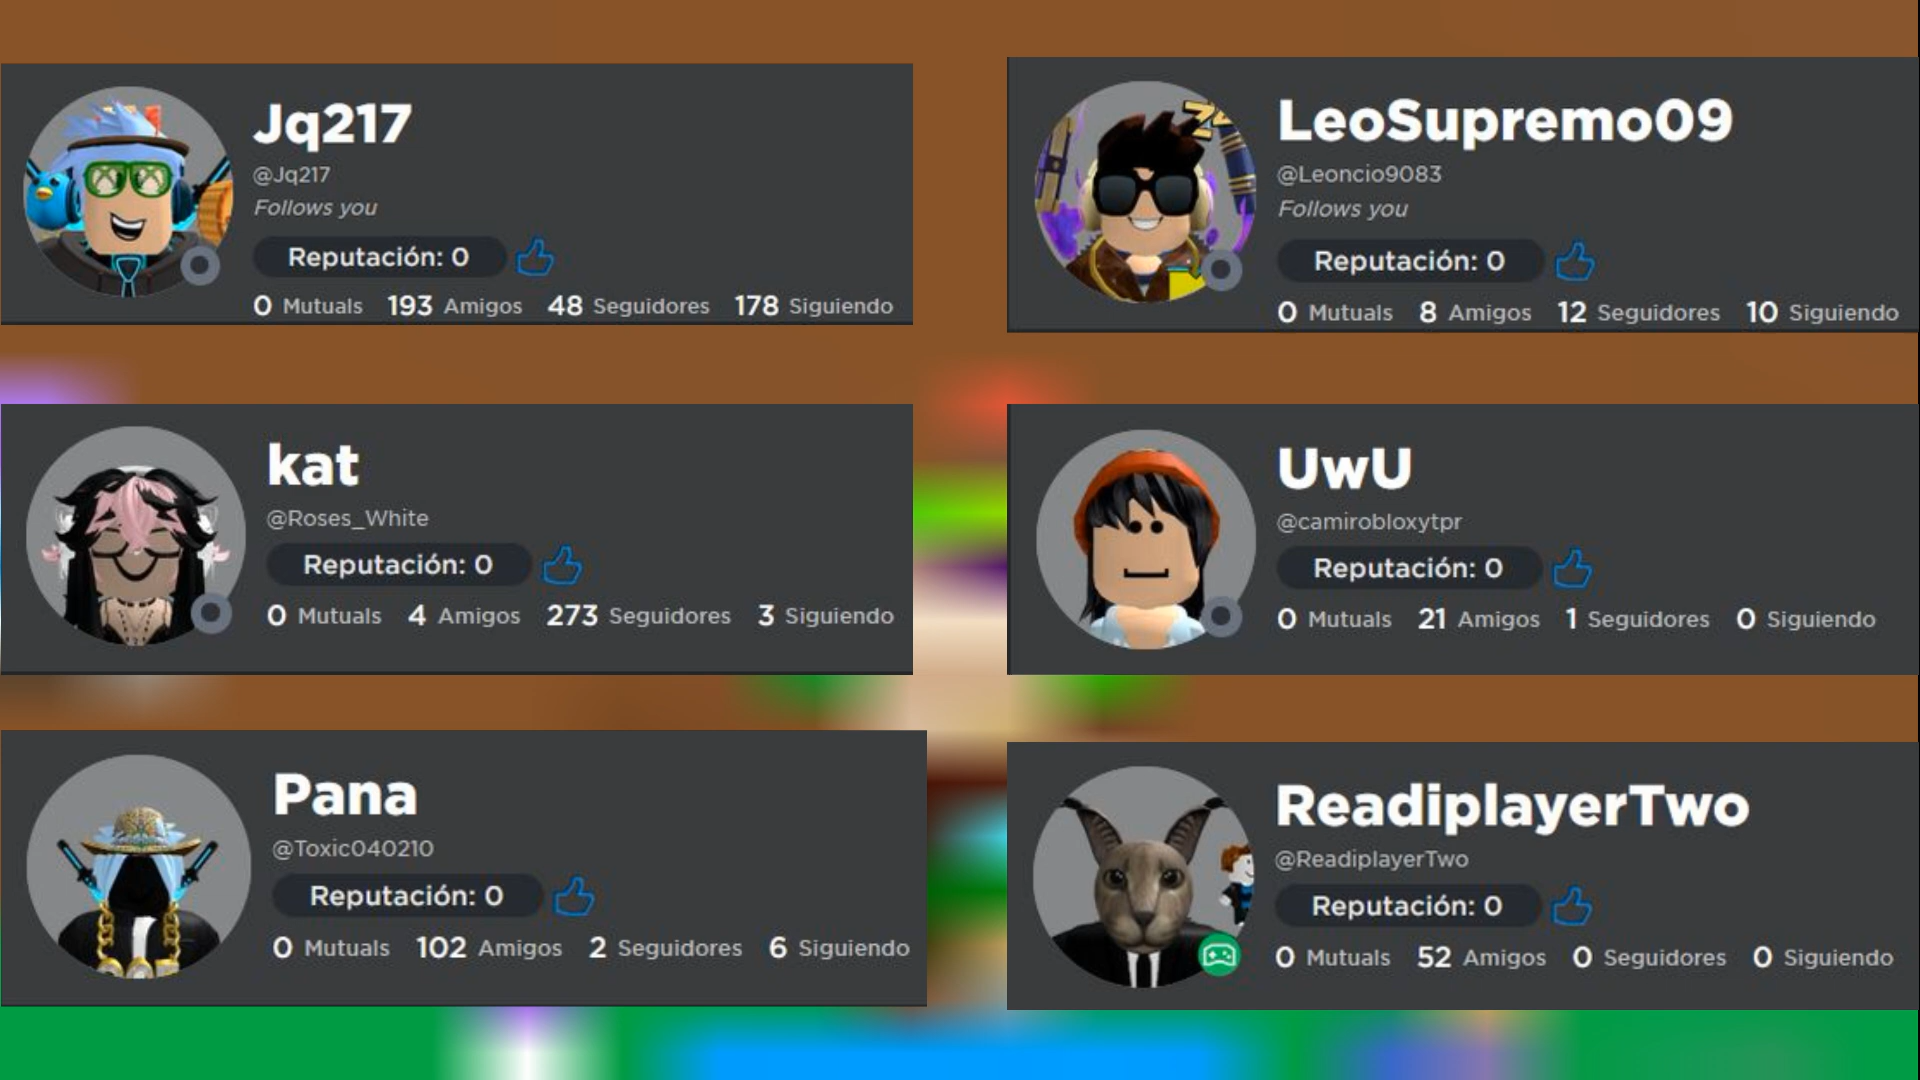 Jq217
@Jq217
Follows you
Reputación: 0
0 Mutuals 193 Amigos 48 Seguidores 178 Siguiendo
LeoSupremo09
@Leoncio9083
Follows you
Reputación: 0
0 Mutuals 8 Amigos 12 Seguidores 10 Siguiendo
kat
@Roses_White
Reputación: 0
0 Mutuals 4 Amigos 273 Seguidores 3 Siguiendo
UwU
@camirobloxytpr
Reputación: 0
0 Mutuals 21 Amigos 1 Seguidores 0 Siguiendo
Pana
@Toxic040210
Reputación: 0
0 Mutuals 102 Amigos 2 Seguidores 6 Siguiendo
ReadiplayerTwo
@ReadiplayerTwo
Reputación: 0
0 Mutuals 52 Amigos 0 Seguidores 0 Siguiendo